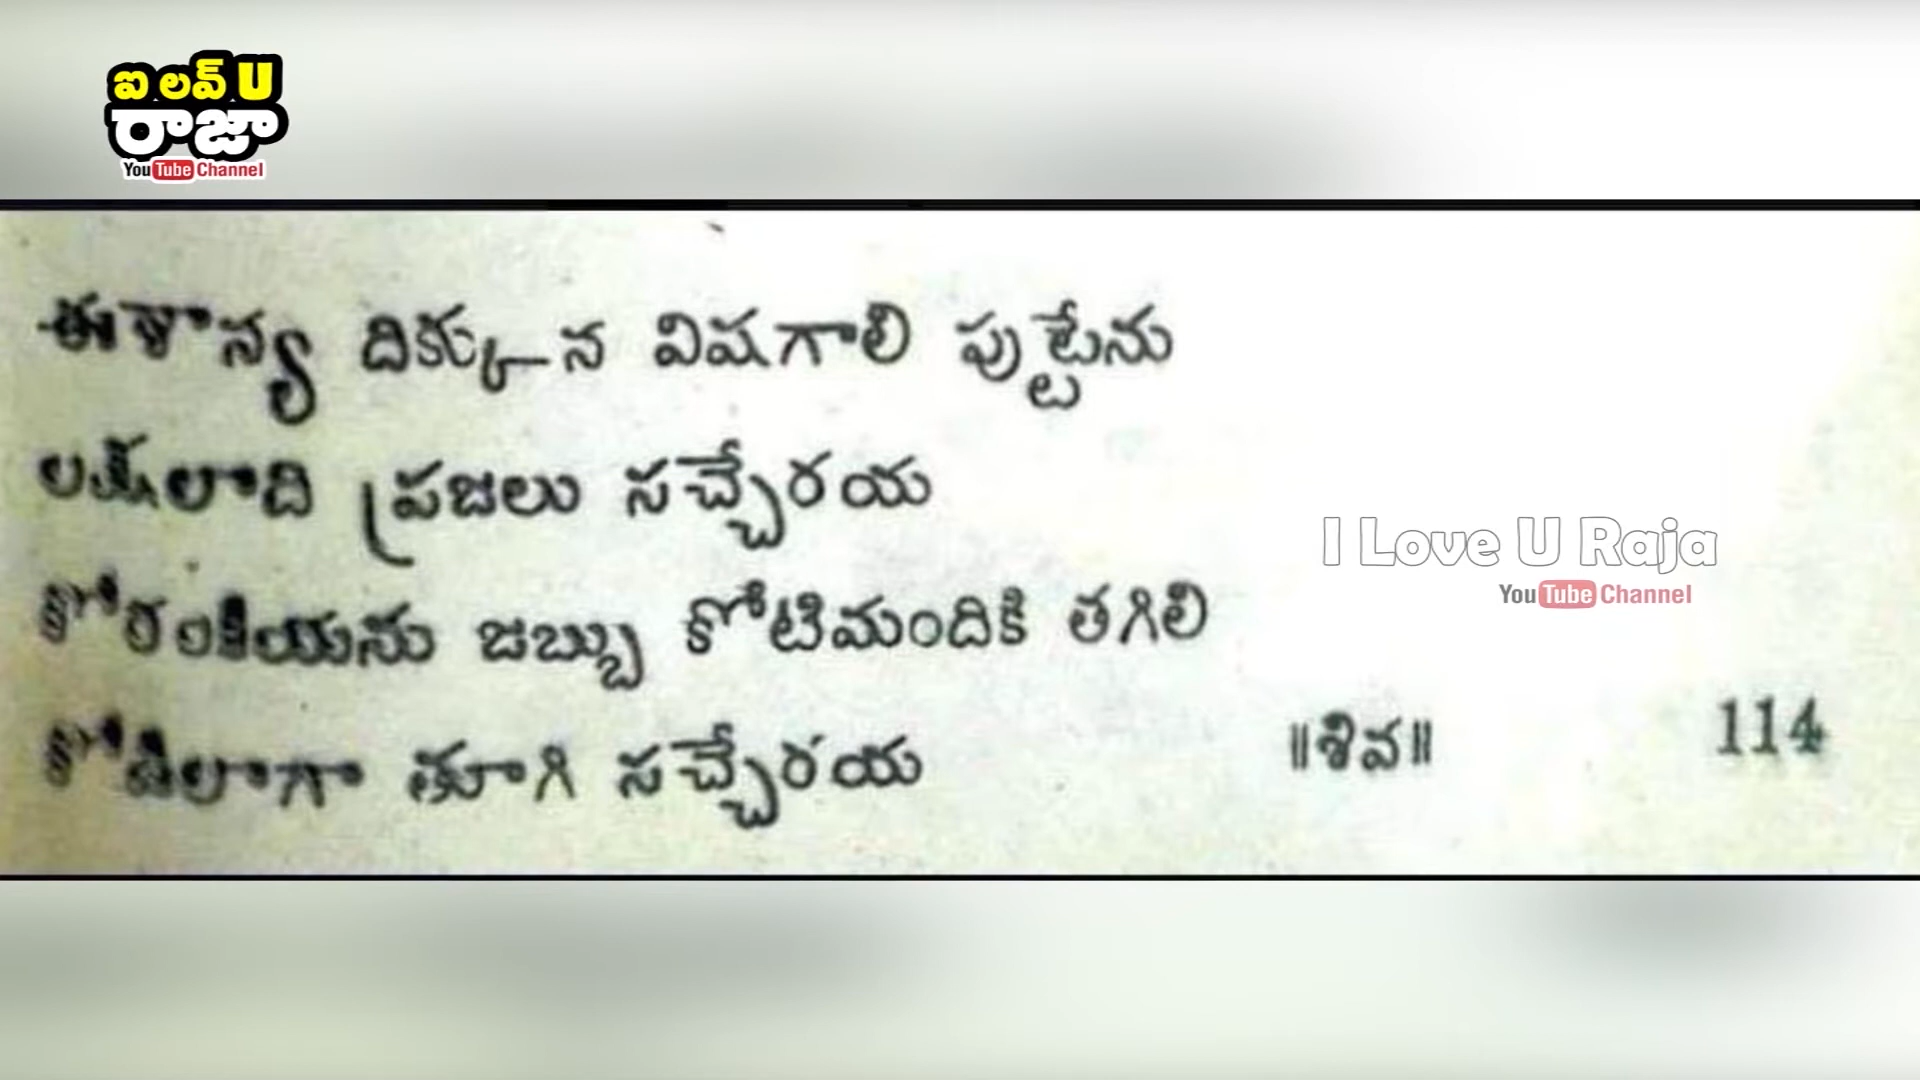 ఐ లవ్ U
రాజా
YouTube Channel
ఈశాన్య దిక్కున విషగాలి పుట్టేను
లక్షలాది ప్రజలు సచ్చేరయ
కోరంకియను జబ్బు కోటిమందికి తగిలి
కోడిలాగా తూగి సచ్చేరయ ॥శివ॥ 114
I Love U Raja
YouTube Channel